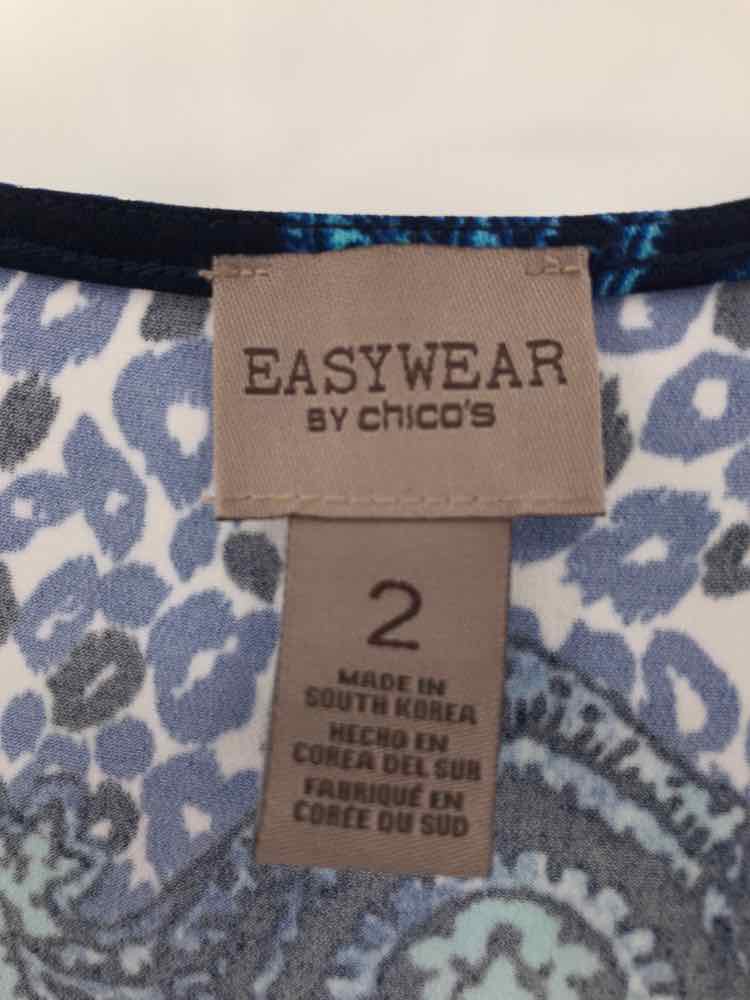 EASYWEAR
BY chico's
2
MADE IN
SOUTH KOREA
HECHO EN
COREA DEL SUR
FABRIQUÉ EN
CORÉE DU SUD